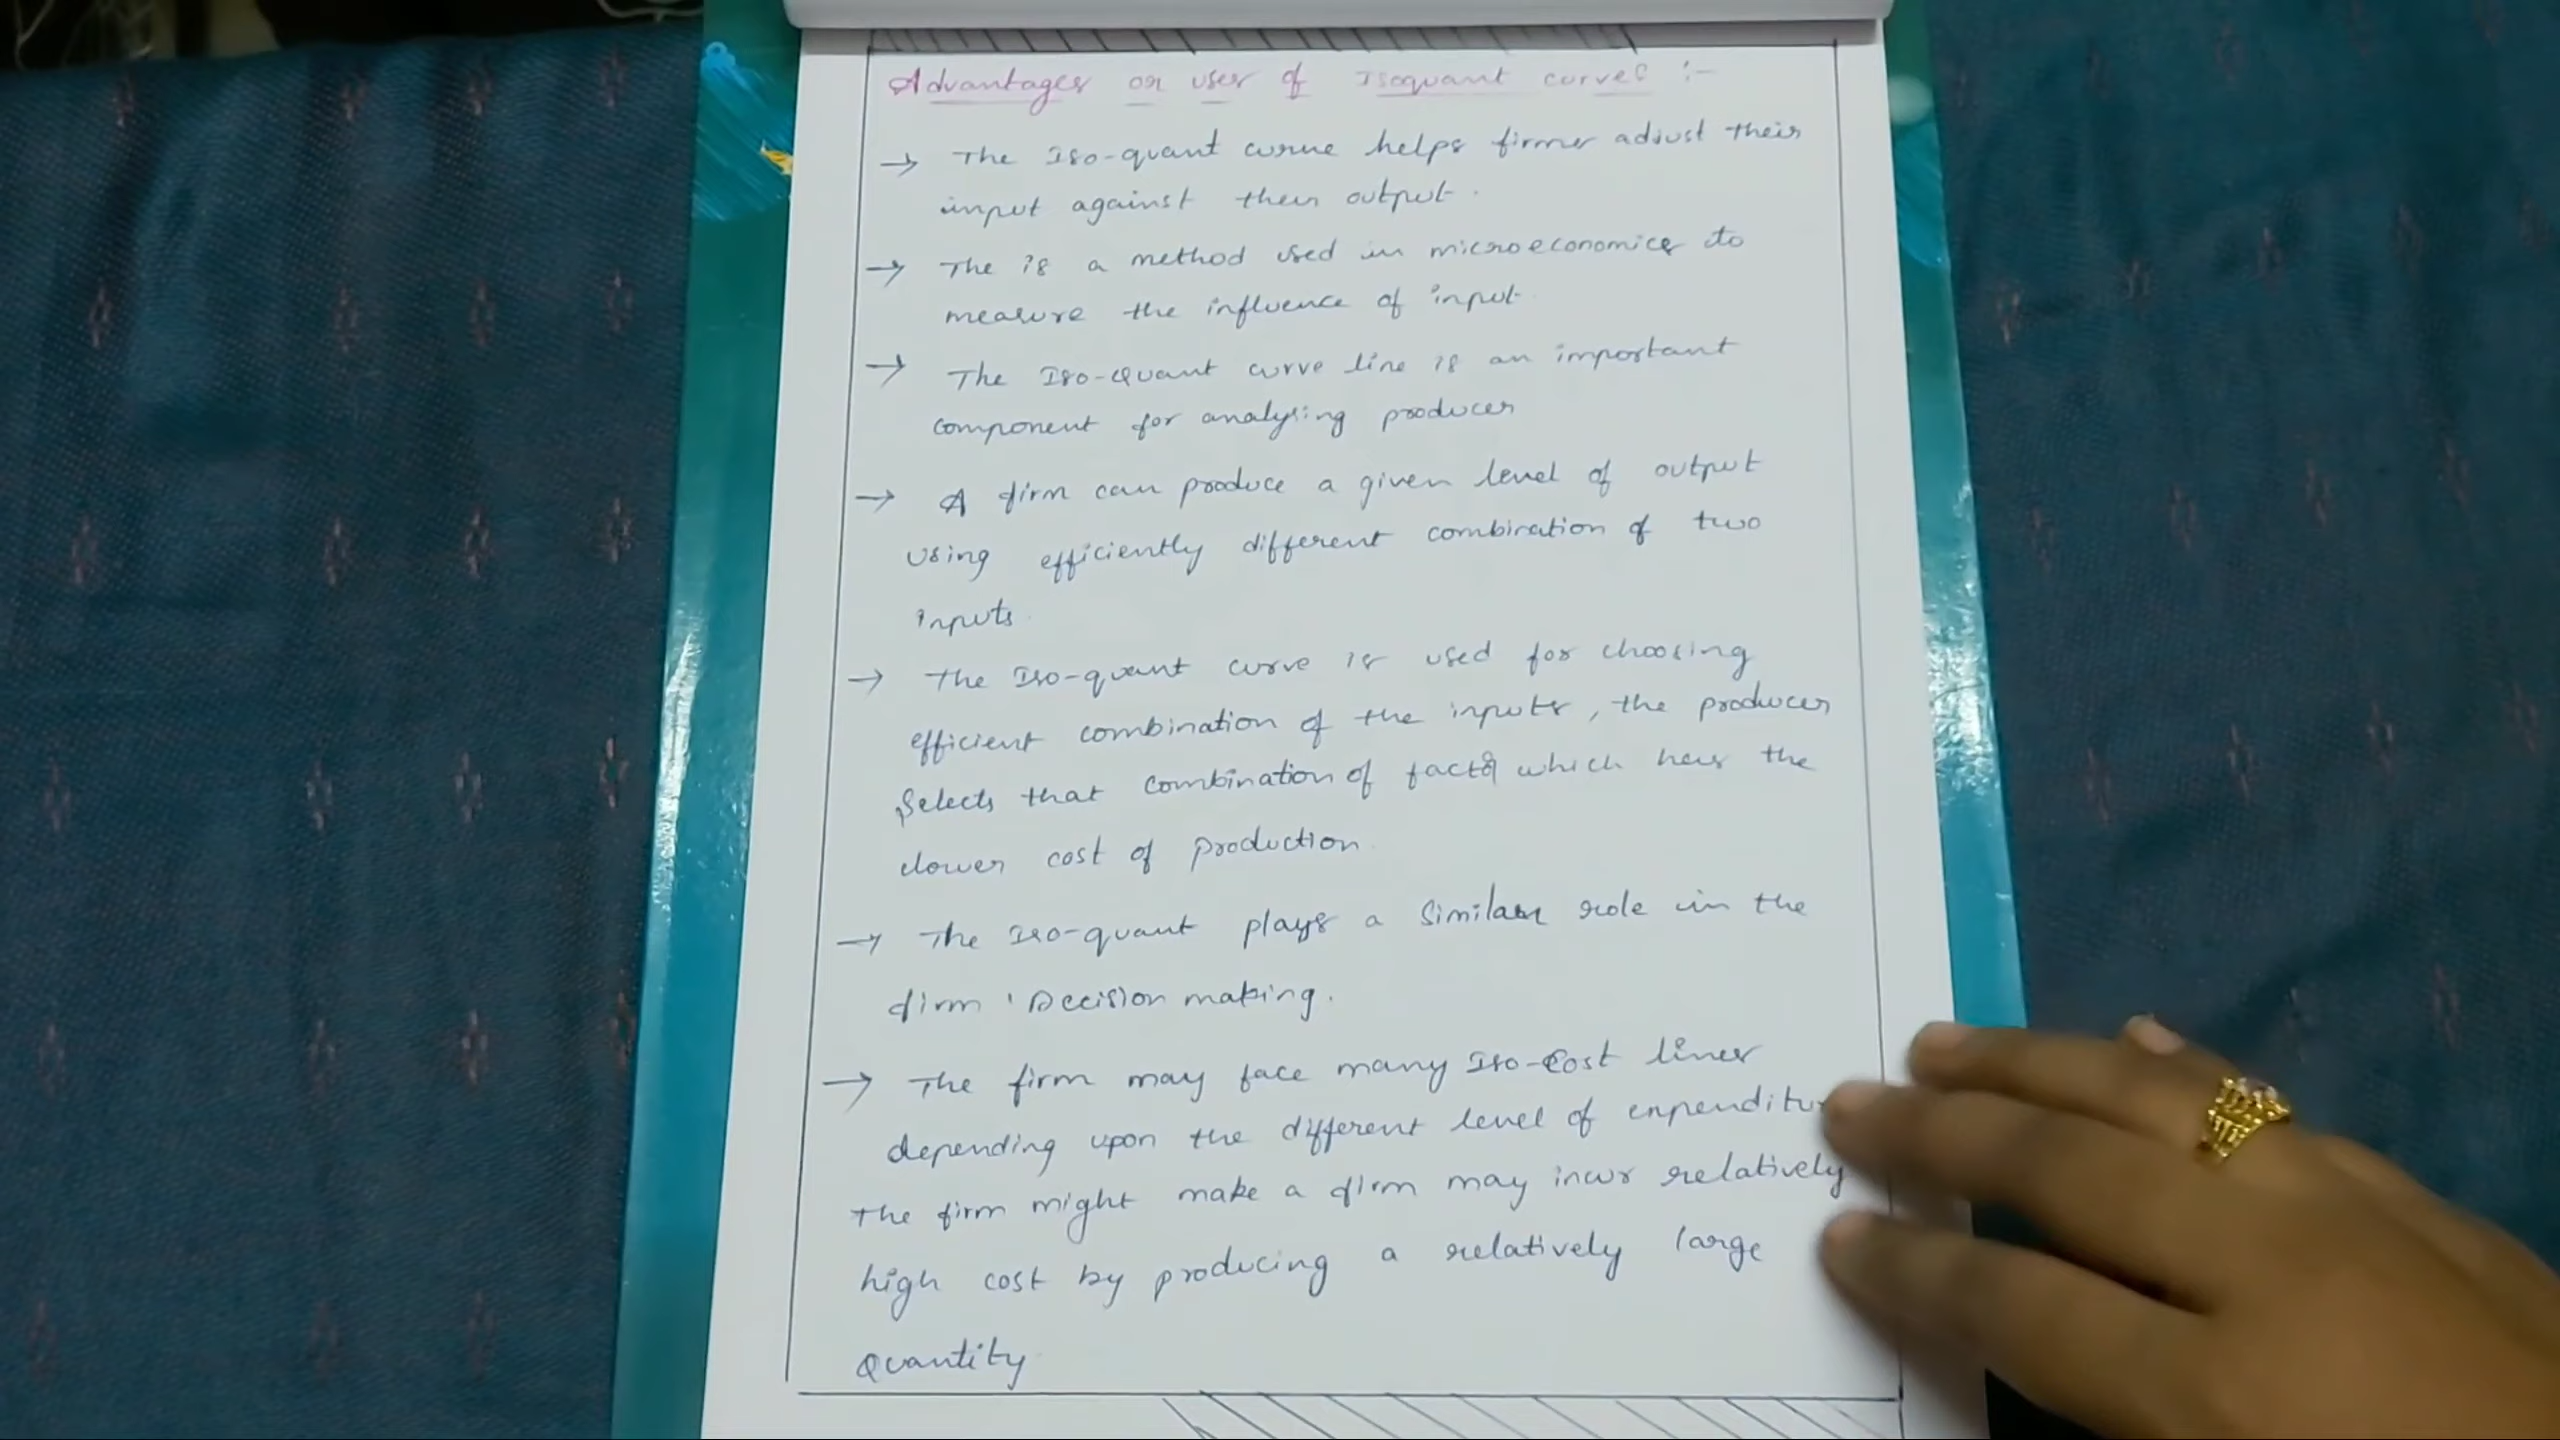 Advantages or uses of Isoquant curves :-
→ The Iso-quant curve helps firms adjust their
input against their output.
→ The is a method used in microeconomics to
measure the influence of input.
→ The Iso-Quant curve line is an important
component for analysing producer
→ A firm can produce a given level of output
using efficiently different combination of two
inputs.
→ The Iso-quant curve is used for choosing
efficient combination of the inputs, the producer
Selects that combination of factor which has the
lower cost of production.
→ The Iso-quant plays a similar role in the
firm ' Decision making.
→ The firm may face many Iso-Cost lines
depending upon the different level of
The firm might make a firm may incur relatively
high cost by producing a relatively large
Quantity